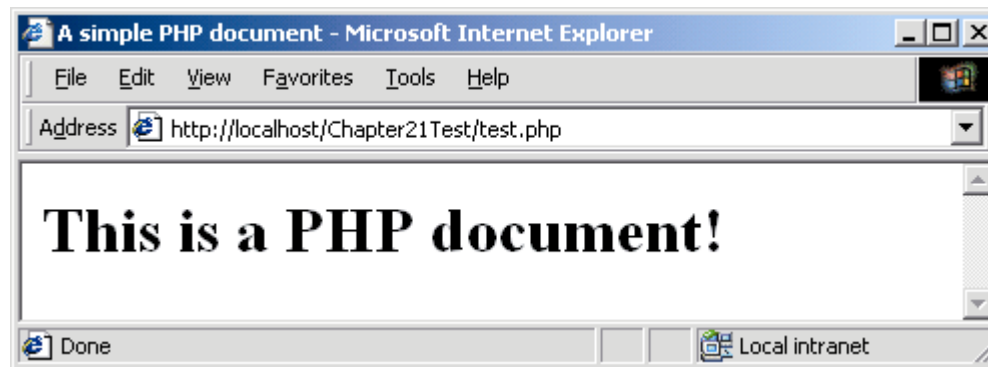 A simple PHP document - Microsoft Internet Explorer
File Edit View Favorites Tools Help
Address http://localhost/Chapter21Test/test.php
This is a PHP document!
Done Local intranet